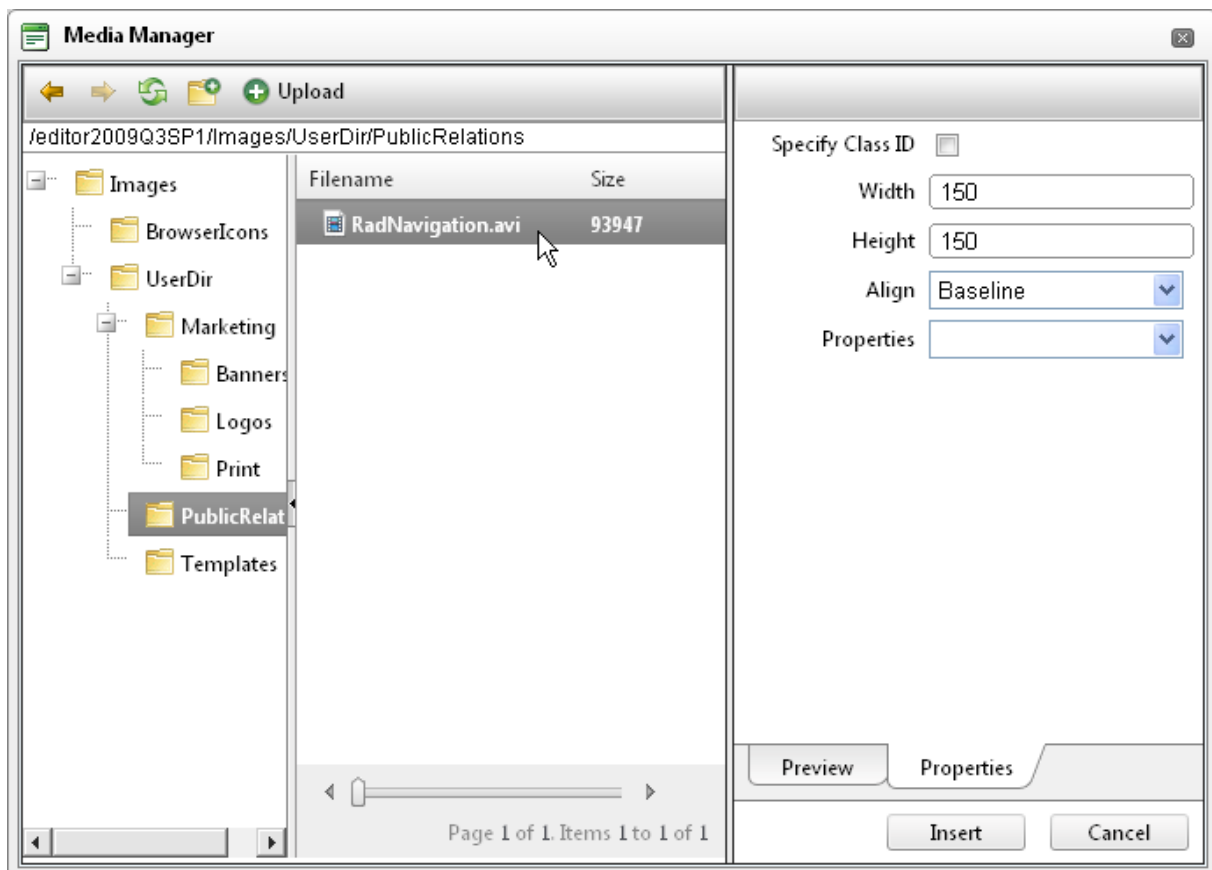 Media Manager
Upload
/editor2009Q3SP1/Images/UserDir/PublicRelations
Images
BrowserIcons
UserDir
Marketing
Banners
Logos
Print
PublicRelat
Templates
Filename Size
RadNavigation.avi 93947
Page 1 of 1. Items 1 to 1 of 1
Specify Class ID
Width 150
Height 150
Align Baseline
Properties
Preview Properties
Insert Cancel